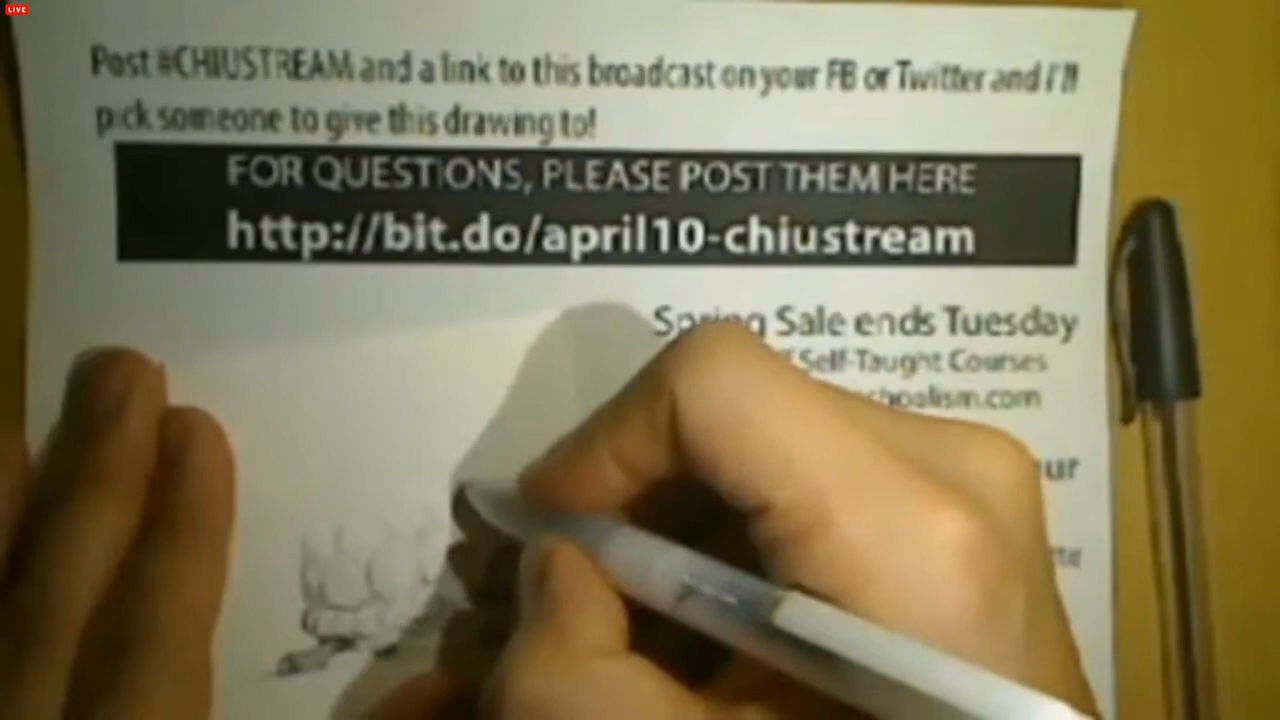 LIVE
Post #CHIUSTREAM and a link to this broadcast on your FB or Twitter and I'll
pick someone to give this drawing to!
FOR QUESTIONS, PLEASE POST THEM HERE
http://bit.do/april10-chiustream
Spring Sale ends Tuesday
Self-Taught Courses
schoolism.com